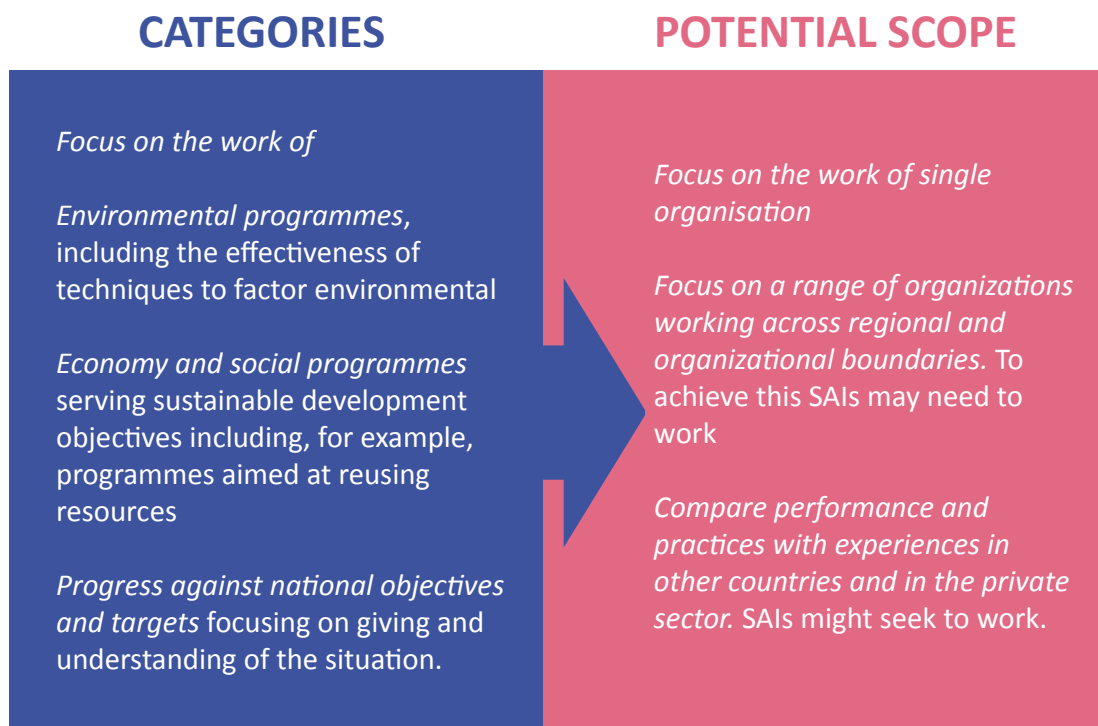 CATEGORIES
Focus on the work of
Environmental programmes,
including the effectiveness of
techniques to factor environmental
Economy and social programmes
serving sustainable development
objectives including, for example,
programmes aimed at reusing
resources
Progress against national objectives
and targets focusing on giving and
understanding of the situation.
POTENTIAL SCOPE
Focus on the work of single
organisation
Focus on a range of organizations
working across regional and
organizational boundaries. To
achieve this SAIs may need to
work
Compare performance and
practices with experiences in
other countries and in the private
sector. SAIs might seek to work.